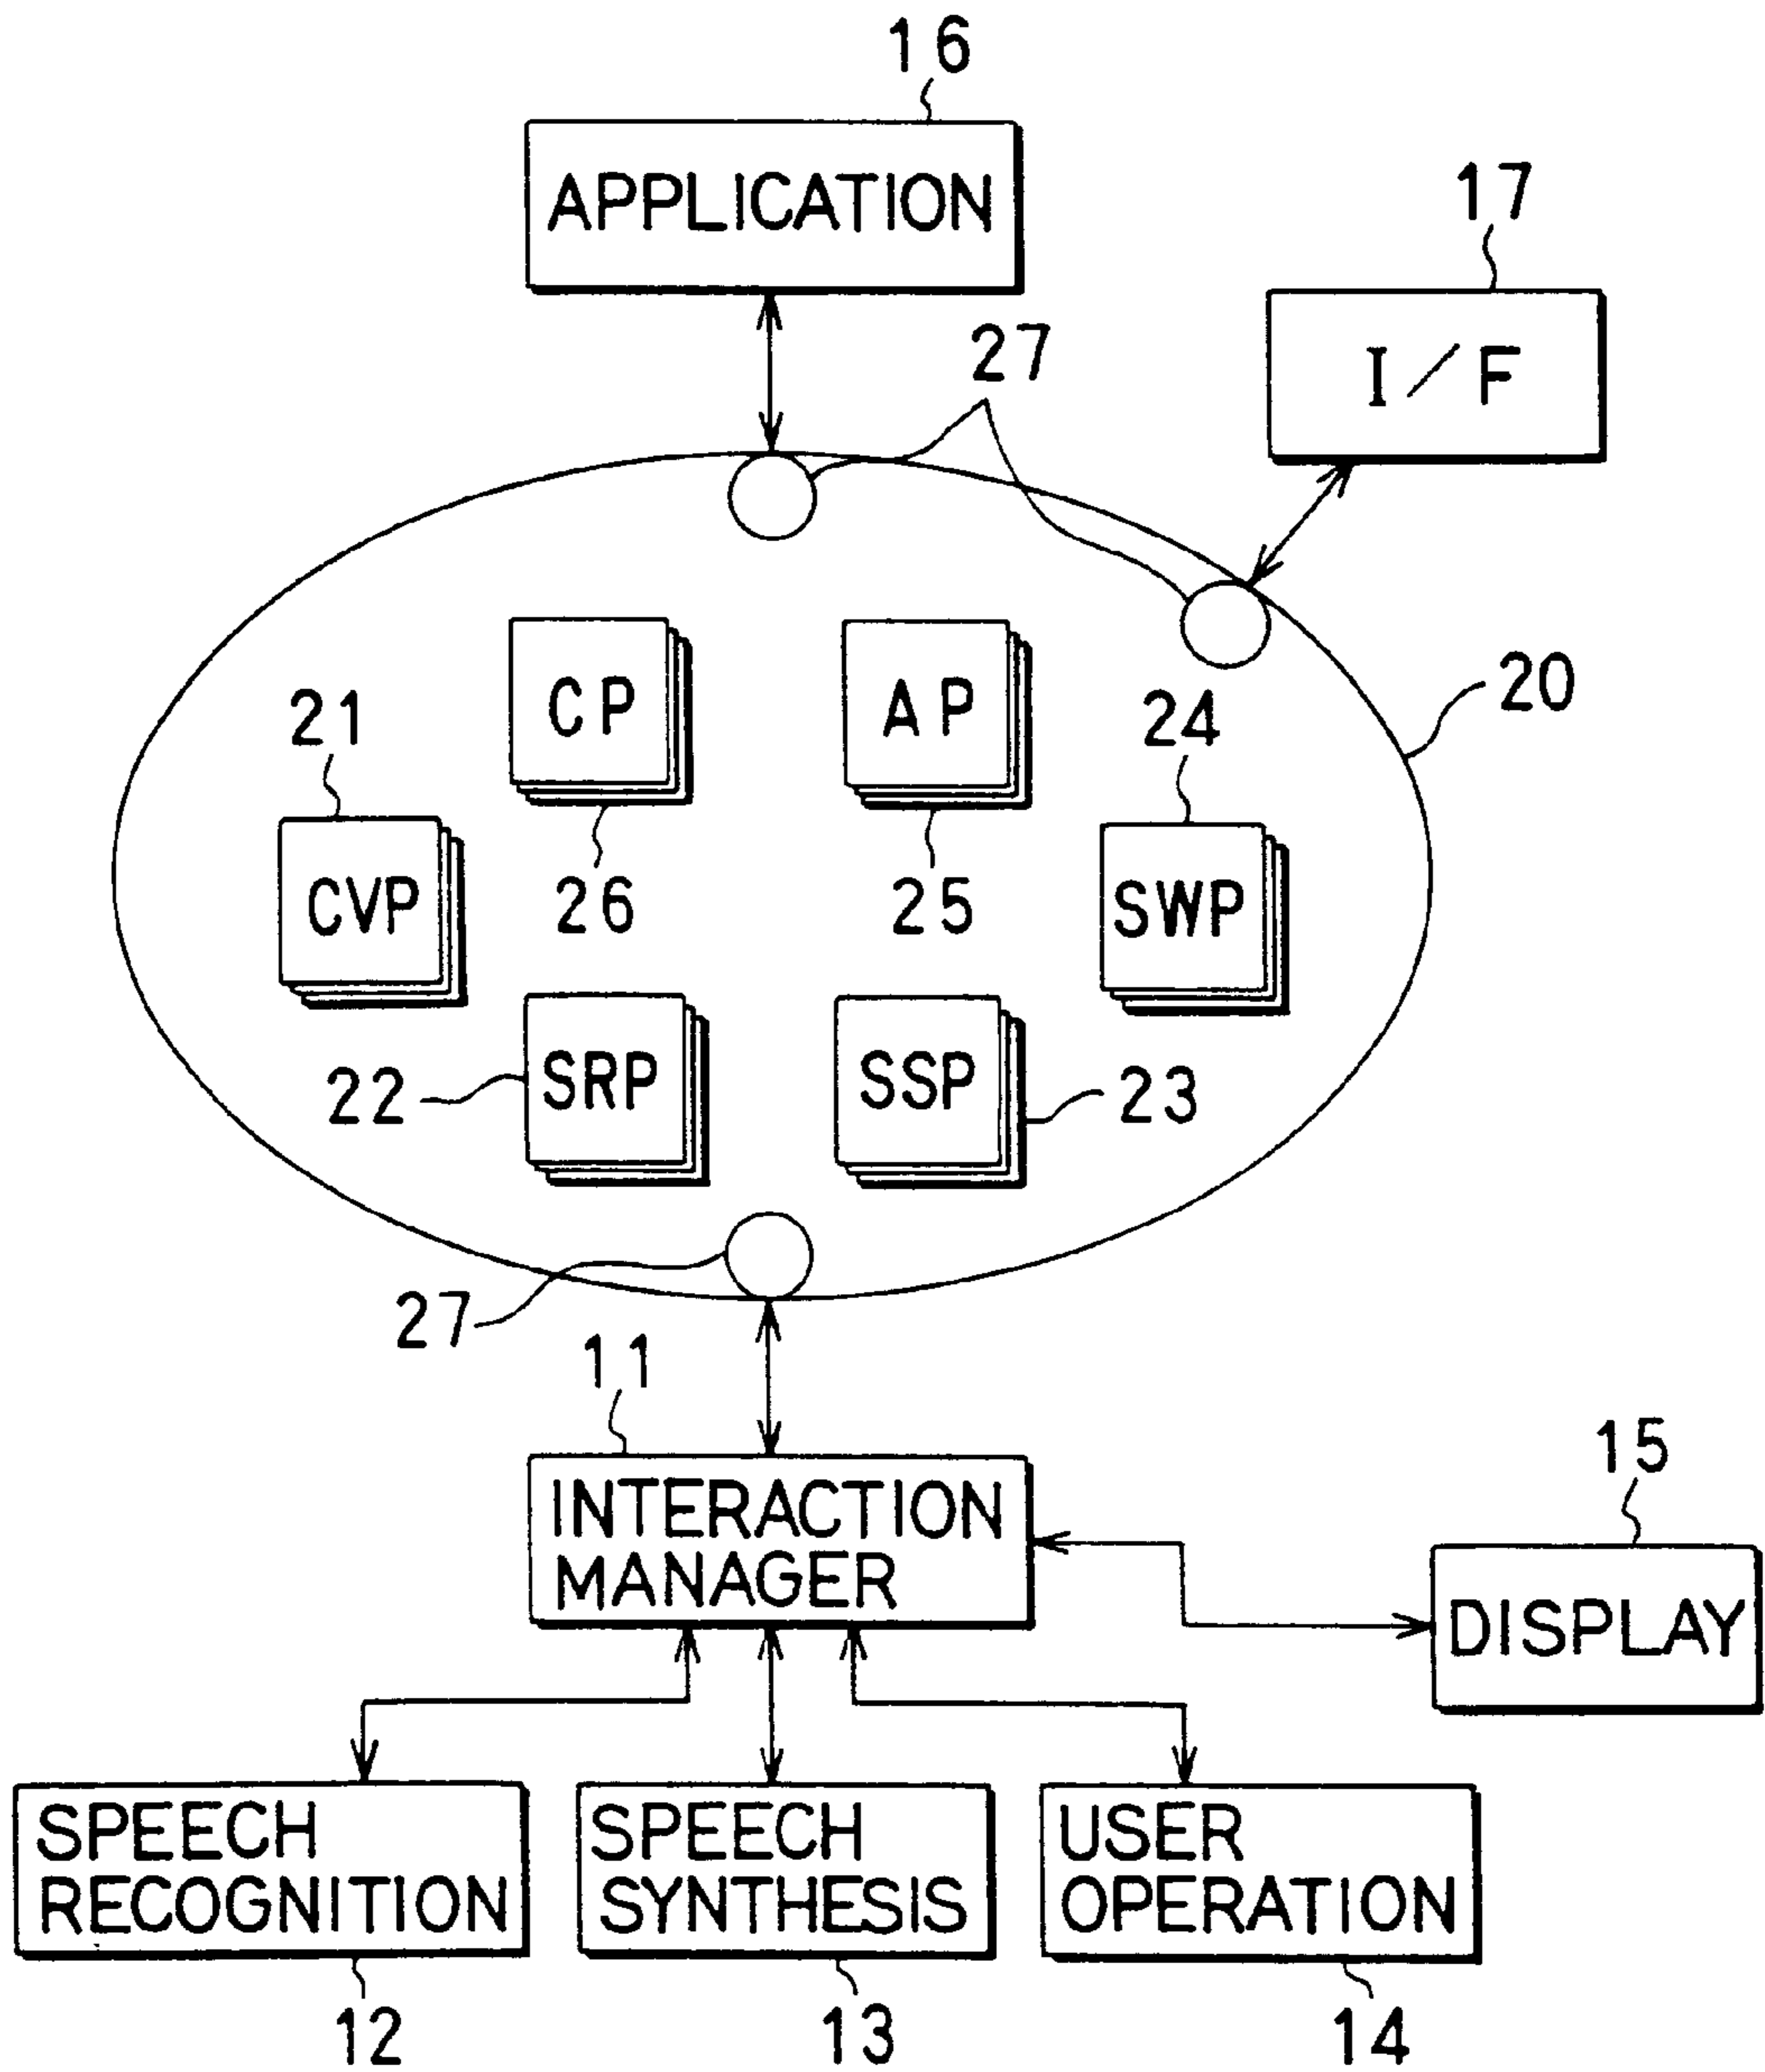 16
APPLICATION
17
I/F
27
20
CP
AP
21
24
CVP
26
25
SWP
22
SRP
SSP
23
27
11
INTERACTION
MANAGER
15
DISPLAY
SPEECH
RECOGNITION
SPEECH
SYNTHESIS
USER
OPERATION
12
13
14